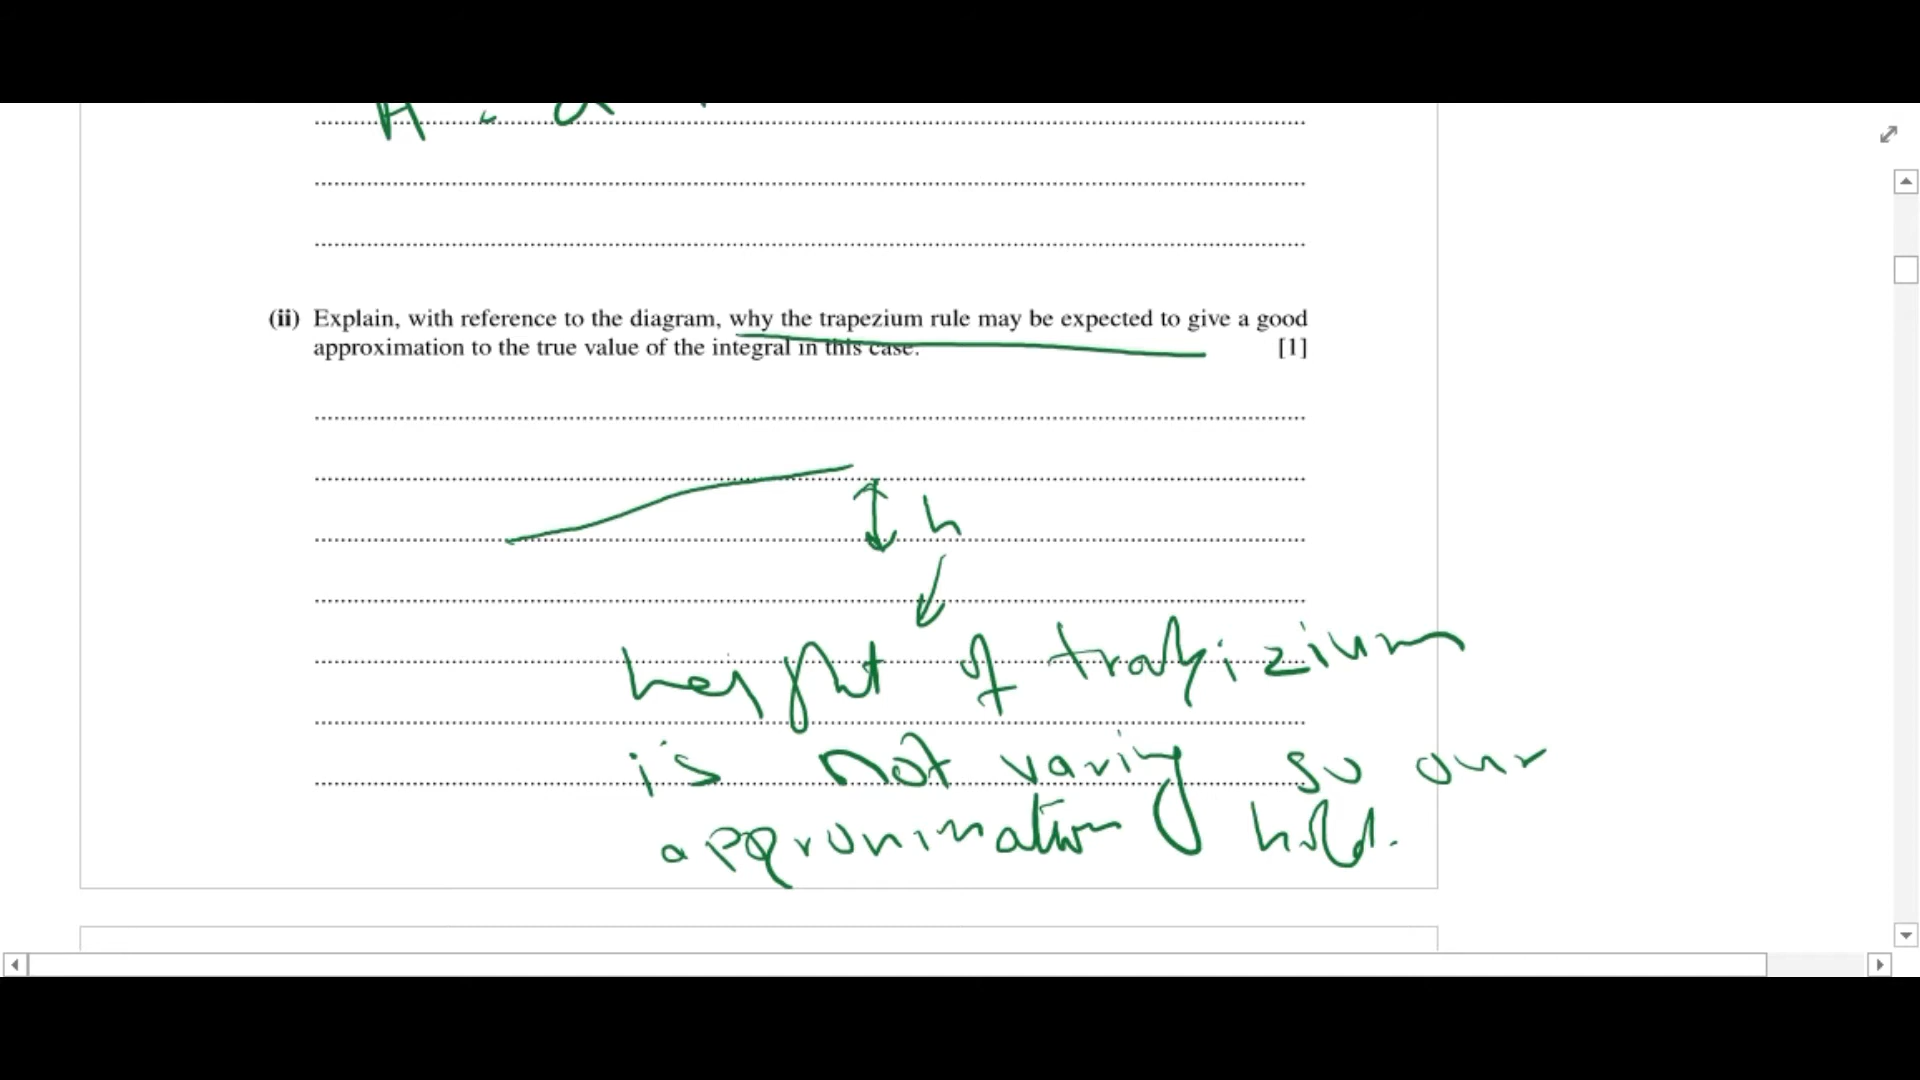 (ii) Explain, with reference to the diagram, why the trapezium rule may be expected to give a good
approximation to the true value of the integral in this case. [1]
h
height of trapizium
is not varing so our
approximation hold.